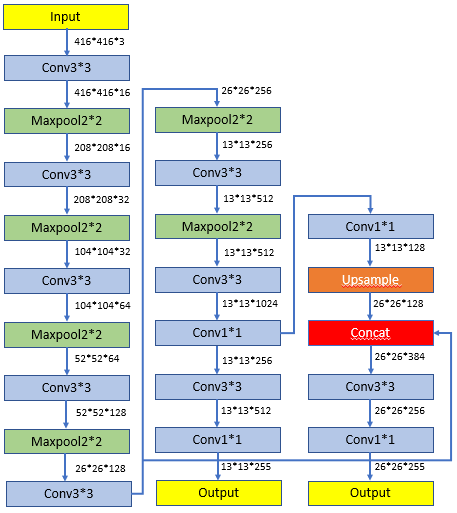 Input
416*416*3
Conv3*3
416*416*16
Maxpool2*2
208*208*16
Conv3*3
208*208*32
Maxpool2*2
104*104*32
Conv3*3
104*104*64
Maxpool2*2
52*52*64
Conv3*3
52*52*128
Maxpool2*2
26*26*128
Conv3*3
26*26*256
Maxpool2*2
13*13*256
Conv3*3
13*13*512
Maxpool2*2
13*13*512
Conv3*3
13*13*1024
Conv1*1
13*13*256
Conv3*3
13*13*512
Conv1*1
13*13*255
Output
Conv1*1
13*13*128
Upsample
26*26*128
Concat
26*26*384
Conv3*3
26*26*256
Conv1*1
26*26*255
Output